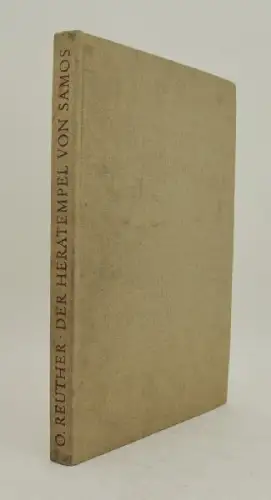 O. REUTHER · DER HERATEMPEL VON SAMOS